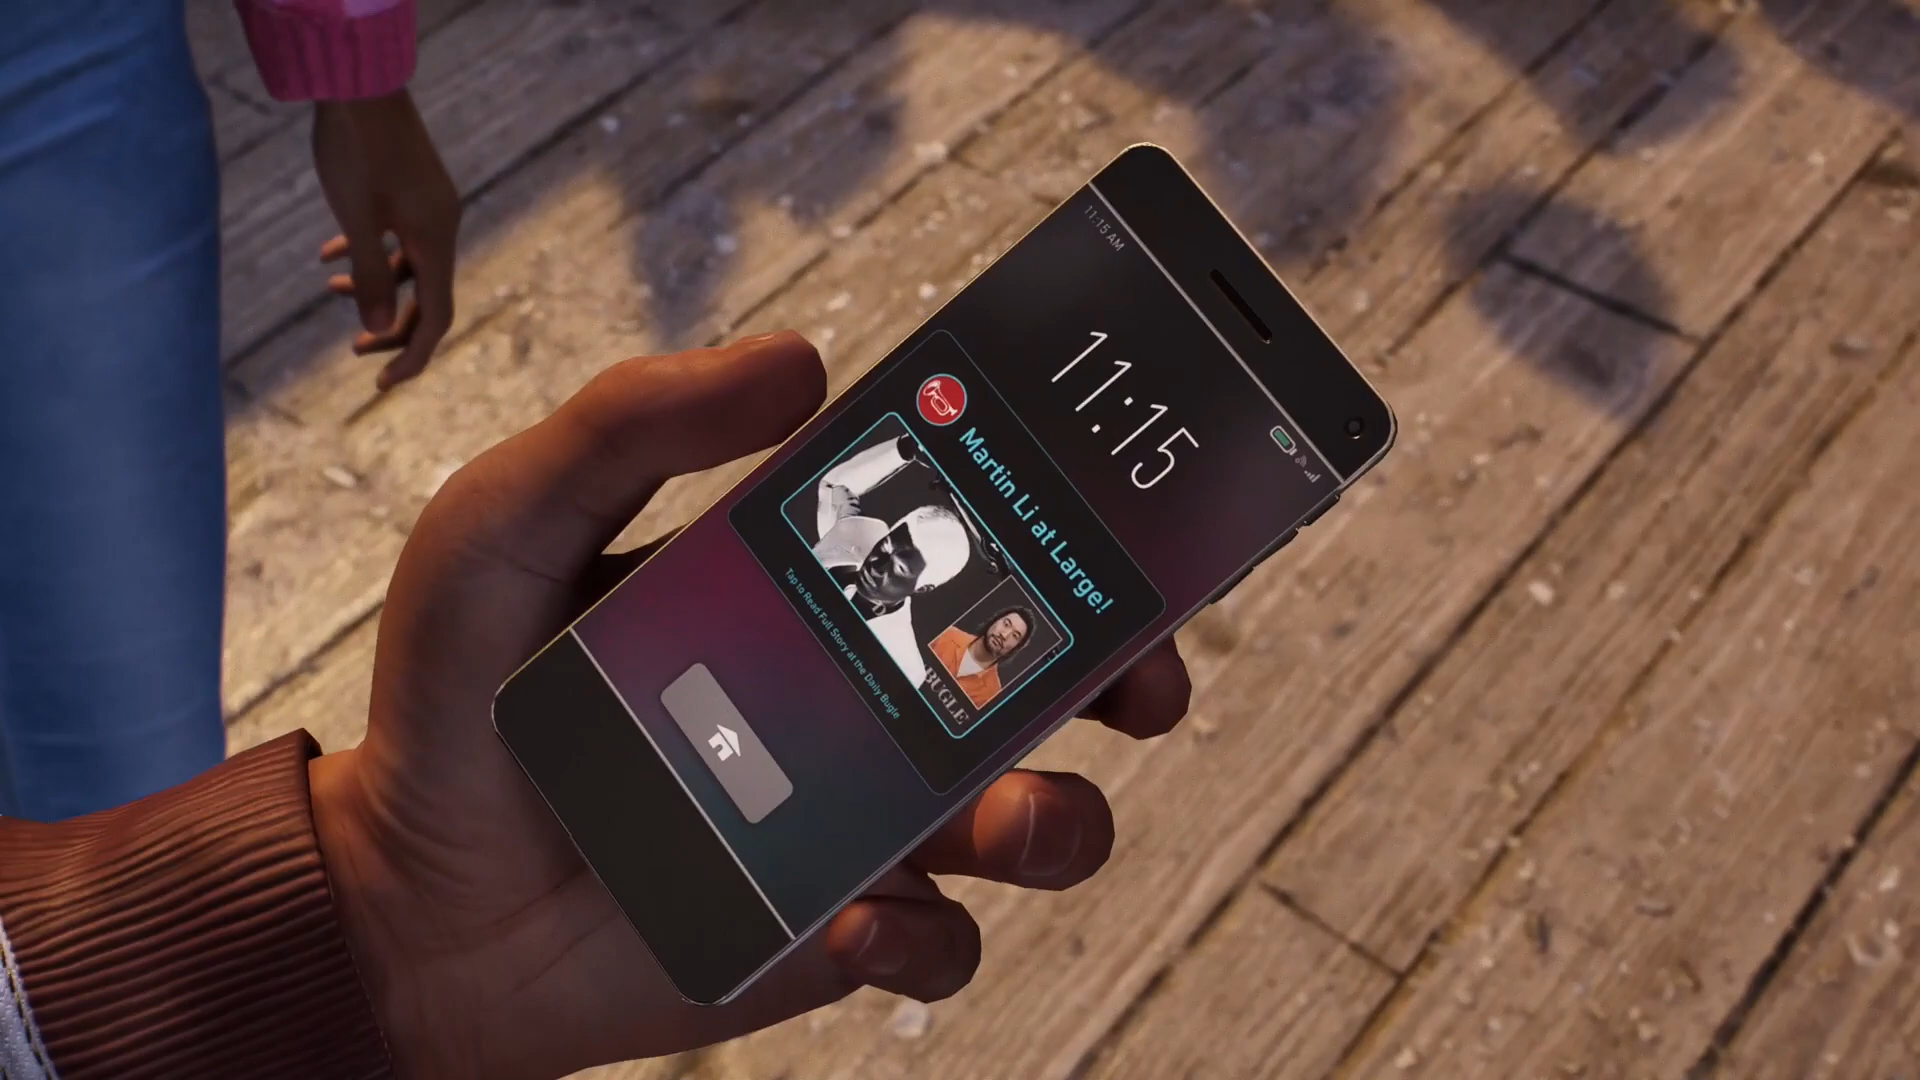 11:15 AM
11:15
Martin Li at Large!
BUGLE
Tap to Read Full Story at the Daily Bugle